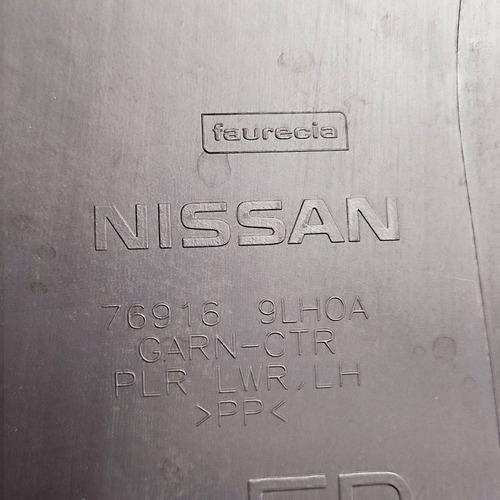 faurecia
NISSAN
76916 9LH0A
GARN-CTR
PLR LWR,LH
>PP<